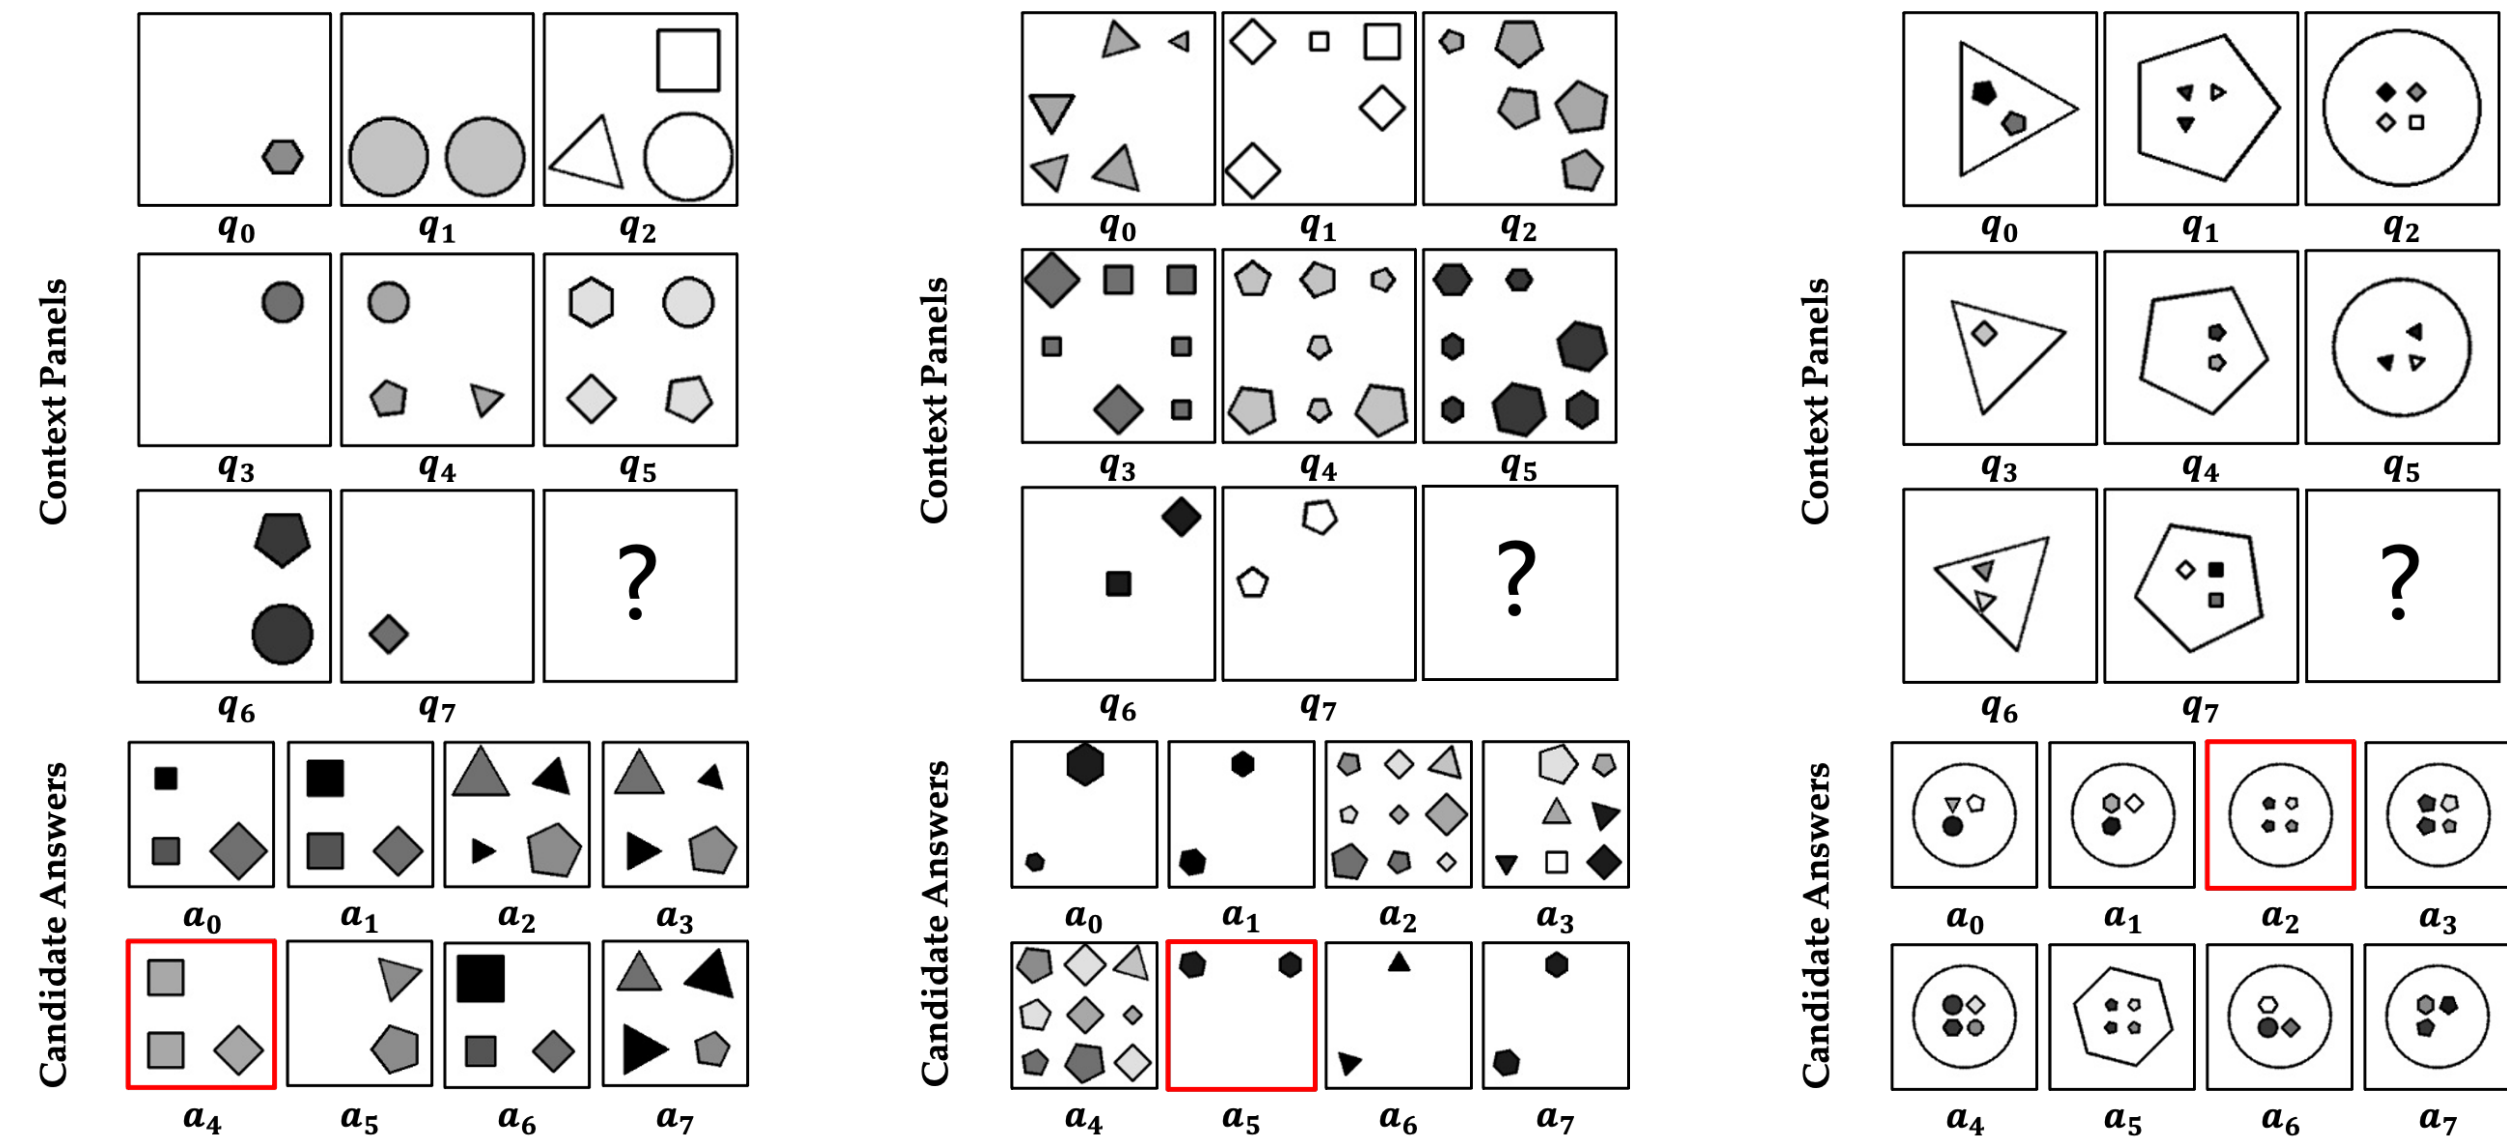 q0 q1 q2
q3 q4 q5
?
q6 q7
Context Panels
a0 a1 a2 a3
a4 a5 a6 a7
Candidate Answers
q0 q1 q2
q3 q4 q5
?
q6 q7
Context Panels
a0 a1 a2 a3
a4 a5 a6 a7
Candidate Answers
q0 q1 q2
q3 q4 q5
?
q6 q7
Context Panels
a0 a1 a2 a3
a4 a5 a6 a7
Candidate Answers